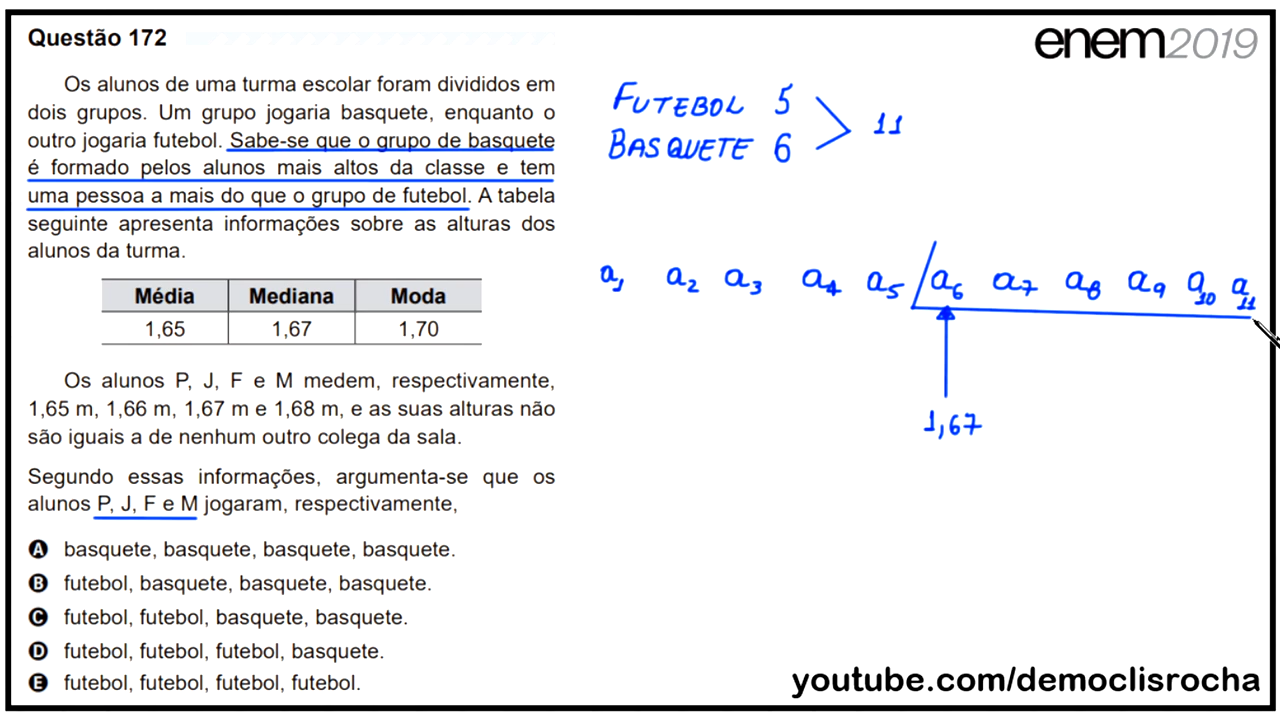 Questão 172
enem2019
Os alunos de uma turma escolar foram divididos em
dois grupos. Um grupo jogaria basquete, enquanto o
outro jogaria futebol. Sabe-se que o grupo de basquete
é formado pelos alunos mais altos da classe e tem
uma pessoa a mais do que o grupo de futebol. A tabela
seguinte apresenta informações sobre as alturas dos
alunos da turma.
Média Mediana Moda
1,65 1,67 1,70
Os alunos P, J, F e M medem, respectivamente,
1,65 m, 1,66 m, 1,67 m e 1,68 m, e as suas alturas não
são iguais a de nenhum outro colega da sala.
Segundo essas informações, argumenta-se que os
alunos P, J, F e M jogaram, respectivamente,
A basquete, basquete, basquete, basquete.
B futebol, basquete, basquete, basquete.
C futebol, futebol, basquete, basquete.
D futebol, futebol, futebol, basquete.
E futebol, futebol, futebol, futebol.
FUTEBOL 5
BASQUETE 6
11
a1 a2 a3 a4 a5 a6 a7 a8 a9 a10 a11
1,67
youtube.com/democlisrocha